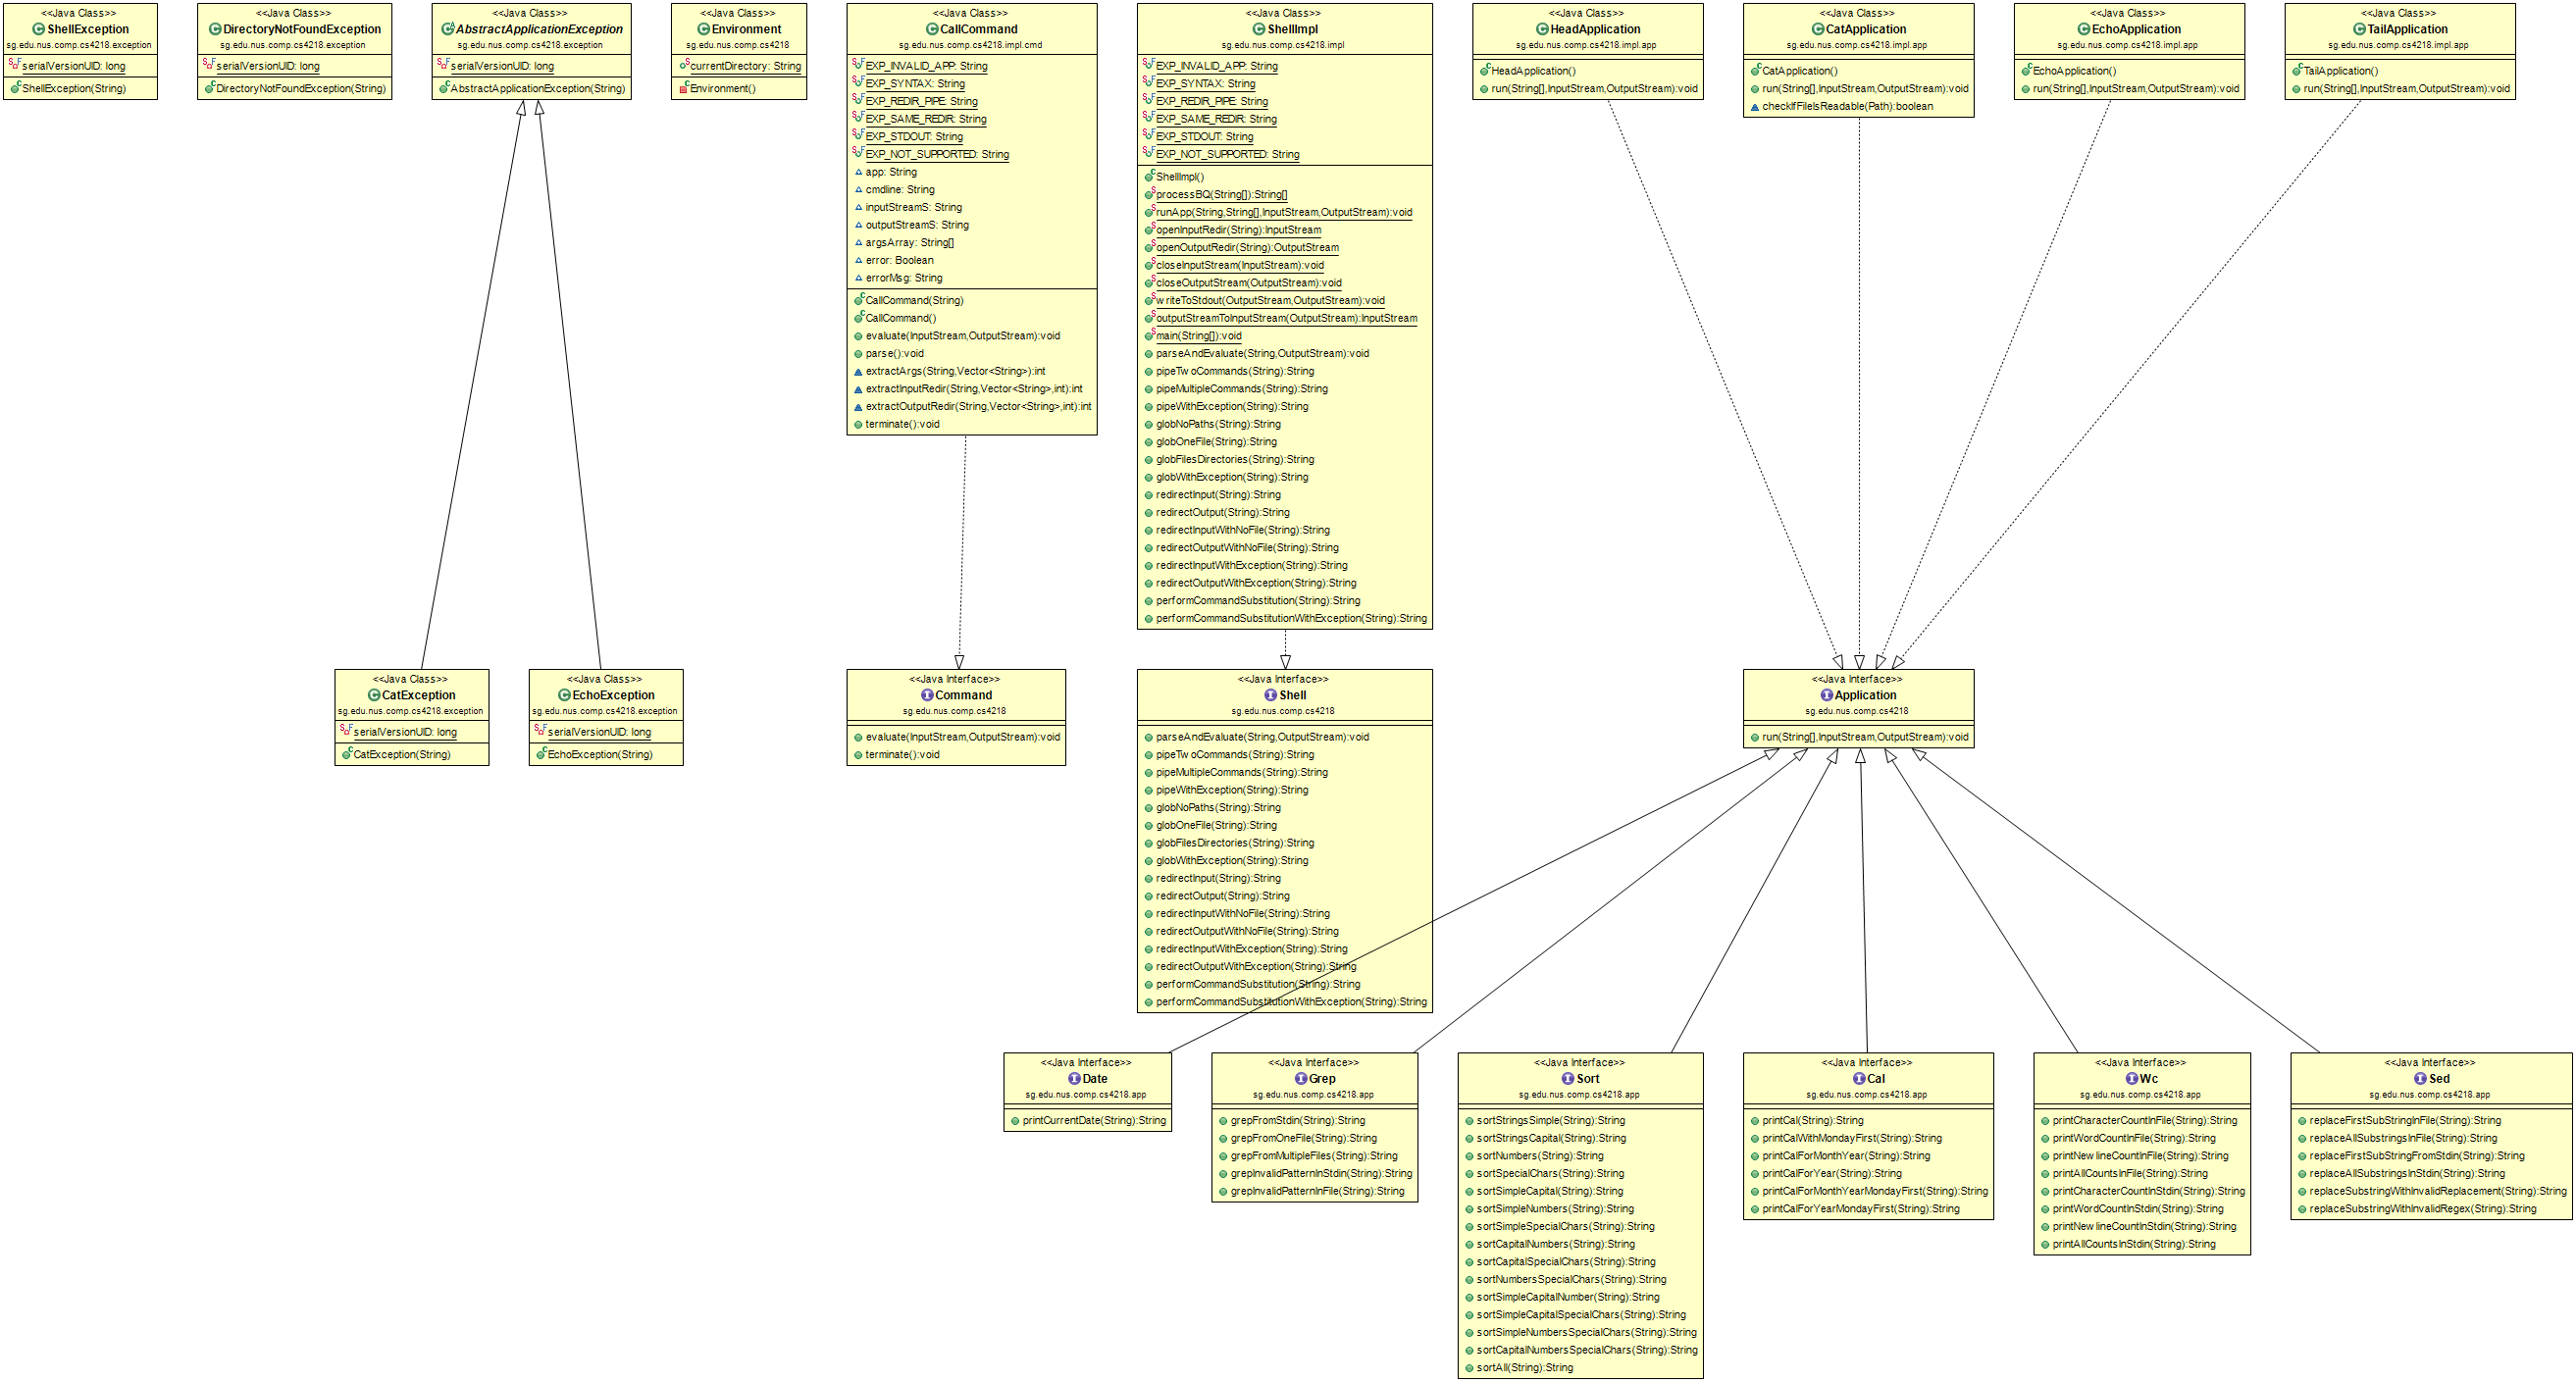 <<Java Class>>
ShellException
sg.edu.nus.comp.cs4218.exception
serialVersionUID: long
ShellException(String)
<<Java Class>>
DirectoryNotFoundException
sg.edu.nus.comp.cs4218.exception
serialVersionUID: long
DirectoryNotFoundException(String)
<<Java Class>>
AbstractApplicationException
sg.edu.nus.comp.cs4218.exception
serialVersionUID: long
AbstractApplicationException(String)
<<Java Class>>
Environment
sg.edu.nus.comp.cs4218
currentDirectory: String
Environment()
<<Java Class>>
CallCommand
sg.edu.nus.comp.cs4218.impl.cmd
EXP_INVALID_APP: String
EXP_SYNTAX: String
EXP_REDIR_PIPE: String
EXP_SAME_REDIR: String
EXP_STDOUT: String
EXP_NOT_SUPPORTED: String
app: String
cmdline: String
inputStreamS: String
outputStreamS: String
argsArray: String[]
error: Boolean
errorMsg: String
CallCommand(String)
CallCommand()
evaluate(InputStream,OutputStream):void
parse():void
extractArgs(String,Vector<String>):int
extractInputRedir(String,Vector<String>,int):int
extractOutputRedir(String,Vector<String>,int):int
terminate():void
<<Java Class>>
ShellImpl
sg.edu.nus.comp.cs4218.impl
EXP_INVALID_APP: String
EXP_SYNTAX: String
EXP_REDIR_PIPE: String
EXP_SAME_REDIR: String
EXP_STDOUT: String
EXP_NOT_SUPPORTED: String
ShellImpl()
processBQ(String[]):String[]
runApp(String,String[],InputStream,OutputStream):void
openInputRedir(String):InputStream
openOutputRedir(String):OutputStream
closeInputStream(InputStream):void
closeOutputStream(OutputStream):void
writeToStdout(OutputStream,OutputStream):void
outputStreamToInputStream(OutputStream):InputStream
main(String[]):void
parseAndEvaluate(String,OutputStream):void
pipeTwoCommands(String):String
pipeMultipleCommands(String):String
pipeWithException(String):String
globNoPaths(String):String
globOneFile(String):String
globFilesDirectories(String):String
globWithException(String):String
redirectInput(String):String
redirectOutput(String):String
redirectInputWithNoFile(String):String
redirectOutputWithNoFile(String):String
redirectInputWithException(String):String
redirectOutputWithException(String):String
performCommandSubstitution(String):String
performCommandSubstitutionWithException(String):String
<<Java Class>>
HeadApplication
sg.edu.nus.comp.cs4218.impl.app
HeadApplication()
run(String[],InputStream,OutputStream):void
<<Java Class>>
CatApplication
sg.edu.nus.comp.cs4218.impl.app
CatApplication()
run(String[],InputStream,OutputStream):void
checkIfFileIsReadable(Path):boolean
<<Java Class>>
EchoApplication
sg.edu.nus.comp.cs4218.impl.app
EchoApplication()
run(String[],InputStream,OutputStream):void
<<Java Class>>
TailApplication
sg.edu.nus.comp.cs4218.impl.app
TailApplication()
run(String[],InputStream,OutputStream):void
<<Java Class>>
CatException
sg.edu.nus.comp.cs4218.exception
serialVersionUID: long
CatException(String)
<<Java Class>>
EchoException
sg.edu.nus.comp.cs4218.exception
serialVersionUID: long
EchoException(String)
<<Java Interface>>
Command
sg.edu.nus.comp.cs4218
evaluate(InputStream,OutputStream):void
terminate():void
<<Java Interface>>
Shell
sg.edu.nus.comp.cs4218
parseAndEvaluate(String,OutputStream):void
pipeTwoCommands(String):String
pipeMultipleCommands(String):String
pipeWithException(String):String
globNoPaths(String):String
globOneFile(String):String
globFilesDirectories(String):String
globWithException(String):String
redirectInput(String):String
redirectOutput(String):String
redirectInputWithNoFile(String):String
redirectOutputWithNoFile(String):String
redirectInputWithException(String):String
redirectOutputWithException(String):String
performCommandSubstitution(String):String
performCommandSubstitutionWithException(String):String
<<Java Interface>>
Application
sg.edu.nus.comp.cs4218
run(String[],InputStream,OutputStream):void
<<Java Interface>>
Date
sg.edu.nus.comp.cs4218.app
printCurrentDate(String):String
<<Java Interface>>
Grep
sg.edu.nus.comp.cs4218.app
grepFromStdin(String):String
grepFromOneFile(String):String
grepFromMultipleFiles(String):String
grepInvalidPatternInStdin(String):String
grepInvalidPatternInFile(String):String
<<Java Interface>>
Sort
sg.edu.nus.comp.cs4218.app
sortStringsSimple(String):String
sortStringsCapital(String):String
sortNumbers(String):String
sortSpecialChars(String):String
sortSimpleCapital(String):String
sortSimpleNumbers(String):String
sortSimpleSpecialChars(String):String
sortCapitalNumbers(String):String
sortCapitalSpecialChars(String):String
sortNumbersSpecialChars(String):String
sortSimpleCapitalNumber(String):String
sortSimpleCapitalSpecialChars(String):String
sortSimpleNumbersSpecialChars(String):String
sortCapitalNumbersSpecialChars(String):String
sortAll(String):String
<<Java Interface>>
Cal
sg.edu.nus.comp.cs4218.app
printCal(String):String
printCalWithMondayFirst(String):String
printCalForMonthYear(String):String
printCalForYear(String):String
printCalForMonthYearMondayFirst(String):String
printCalForYearMondayFirst(String):String
<<Java Interface>>
Wc
sg.edu.nus.comp.cs4218.app
printCharacterCountInFile(String):String
printWordCountInFile(String):String
printNewlineCountInFile(String):String
printAllCountsInFile(String):String
printCharacterCountInStdin(String):String
printWordCountInStdin(String):String
printNewlineCountInStdin(String):String
printAllCountsInStdin(String):String
<<Java Interface>>
Sed
sg.edu.nus.comp.cs4218.app
replaceFirstSubStringInFile(String):String
replaceAllSubstringsInFile(String):String
replaceFirstSubStringFromStdin(String):String
replaceAllSubstringsInStdin(String):String
replaceSubstringWithInvalidReplacement(String):String
replaceSubstringWithInvalidRegex(String):String